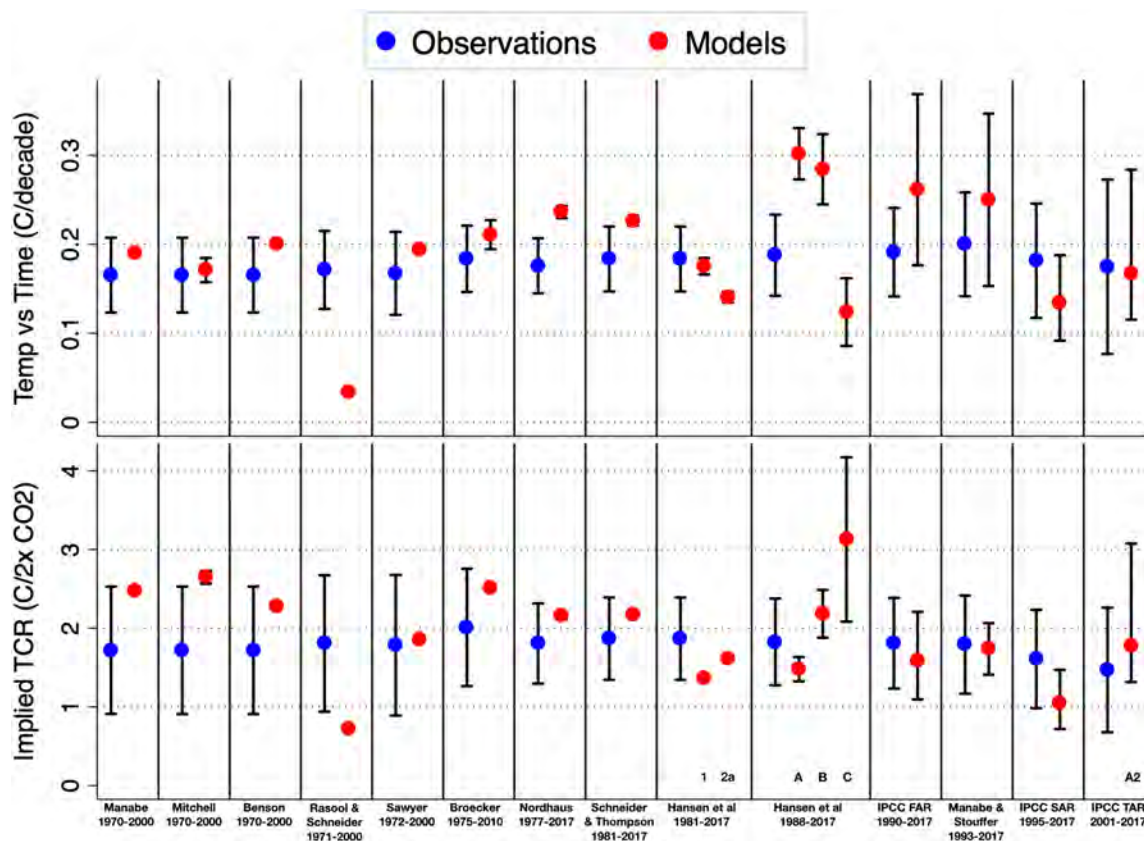 Observations Models
Temp vs Time (C/decade)
0.3
0.2
0.1
0
Implied TCR (C/2x CO2)
4
3
2
1
0
1 2a A B C A2
Manabe
1970-2000
Mitchell
1970-2000
Benson
1970-2000
Rasool &
Schneider
1971-2000
Sawyer
1972-2000
Broecker
1975-2010
Nordhaus
1977-2017
Schneider
& Thompson
1981-2017
Hansen et al
1981-2017
Hansen et al
1988-2017
IPCC FAR
1990-2017
Manabe &
Stouffer
1993-2017
IPCC SAR
1995-2017
IPCC TAR
2001-2017